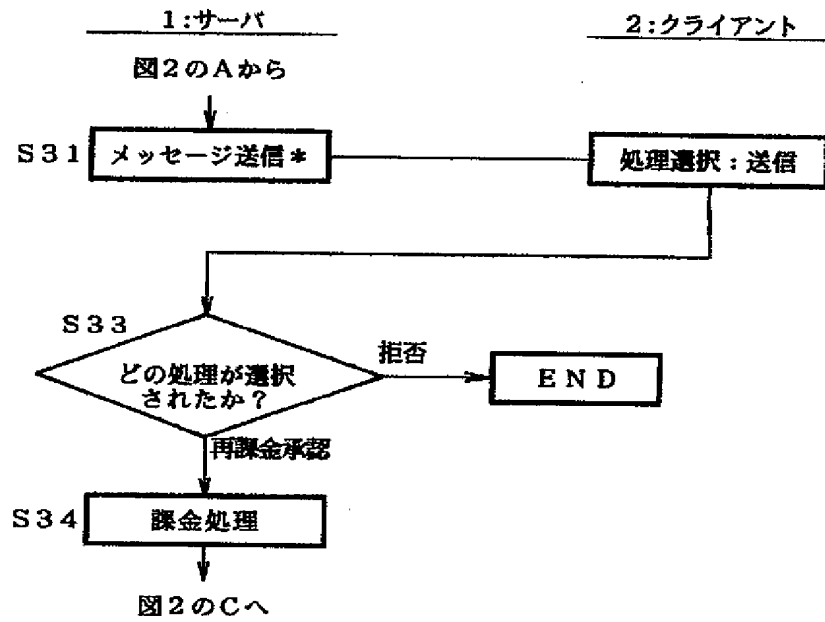 1:サーバ
2:クライアント
図2のAから
S31
メッセージ送信*
処理選択:送信
S33
どの処理が選択
されたか?
拒否
END
再課金承認
S34
課金処理
図2のCへ